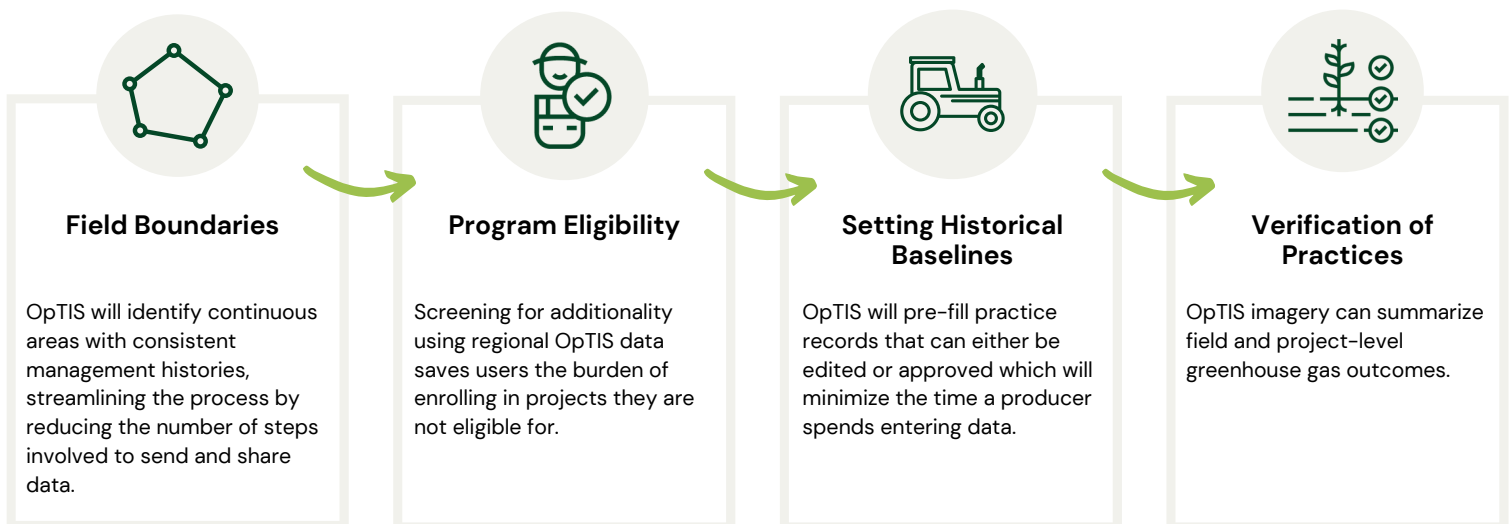 Field Boundaries
OpTIS will identify continuous
areas with consistent
management histories,
streamlining the process by
reducing the number of steps
involved to send and share
data.
Program Eligibility
Screening for additionality
using regional OpTIS data
saves users the burden of
enrolling in projects they are
not eligible for.
Setting Historical
Baselines
OpTIS will pre-fill practice
records that can either be
edited or approved which will
minimize the time a producer
spends entering data.
Verification of
Practices
OpTIS imagery can summarize
field and project-level
greenhouse gas outcomes.